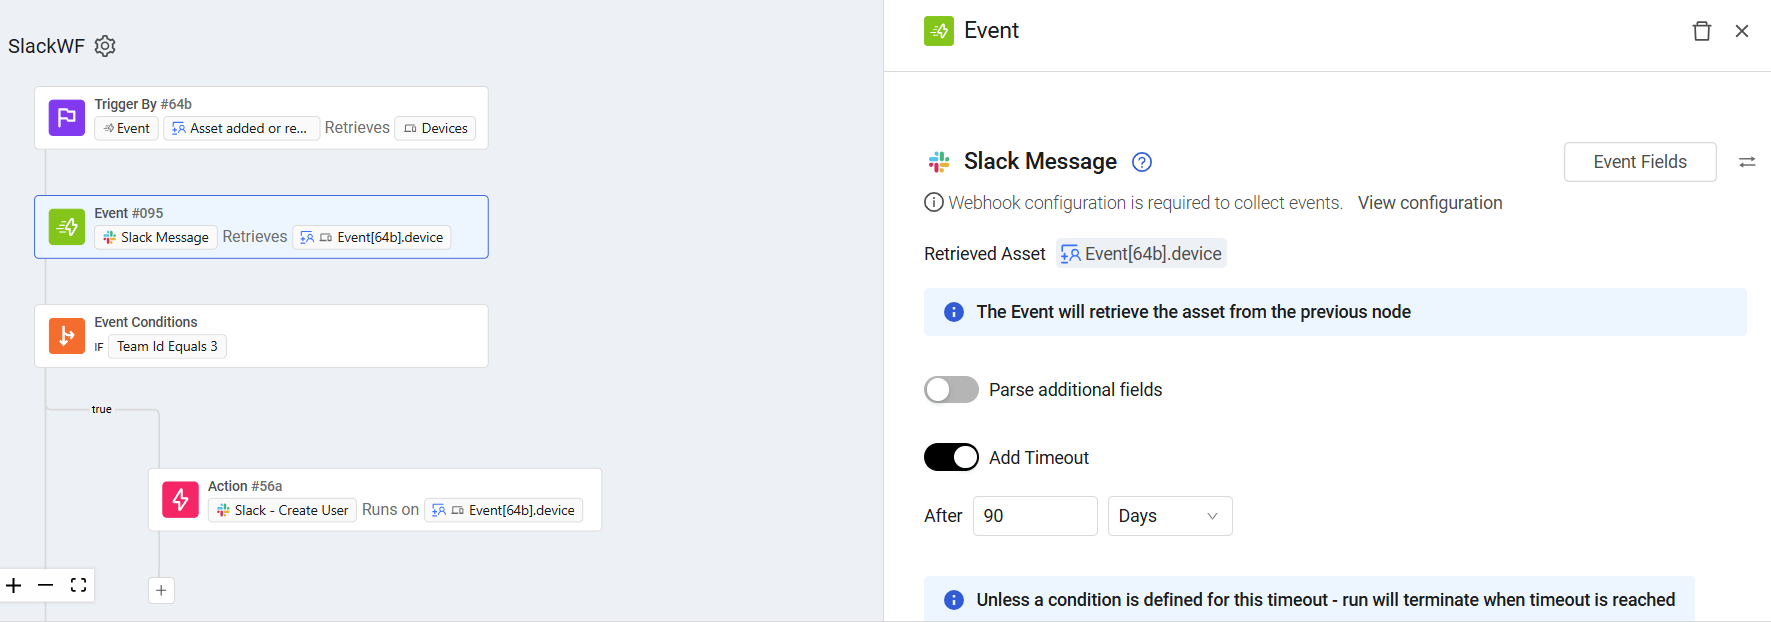 SlackWF
Trigger By #64b
Event Asset added or re... Retrieves Devices
Event #095
Slack Message Retrieves Event[64b].device
Event Conditions
IF Team Id Equals 3
true
Action #56a
Slack - Create User Runs on Event[64b].device
Event
Slack Message
Event Fields
Webhook configuration is required to collect events. View configuration
Retrieved Asset Event[64b].device
The Event will retrieve the asset from the previous node
Parse additional fields
Add Timeout
After 90 Days
Unless a condition is defined for this timeout - run will terminate when timeout is reached